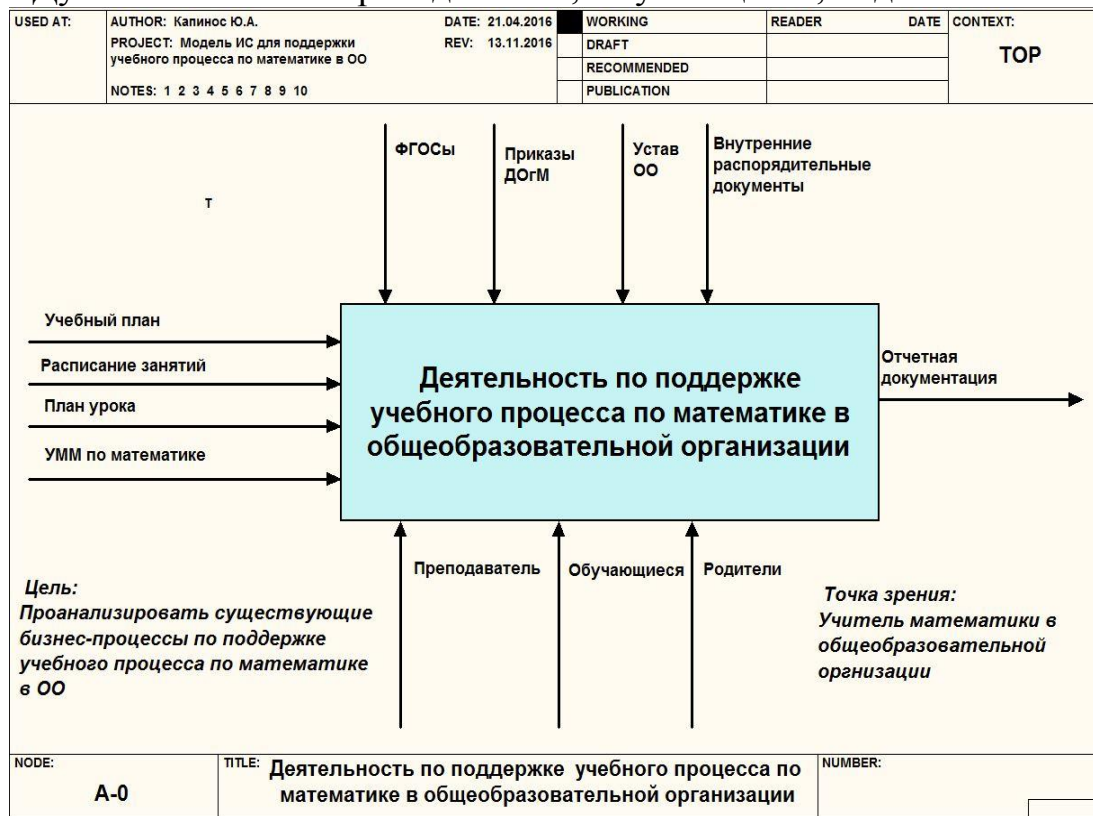 USED AT:
AUTHOR: Капинос Ю.А.
DATE: 21.04.2016
PROJECT: Модель ИС для поддержки
учебного процесса по математике в ОО
REV: 13.11.2016
NOTES: 1 2 3 4 5 6 7 8 9 10
WORKING
DRAFT
RECOMMENDED
PUBLICATION
READER
DATE
CONTEXT:
TOP
ФГОСы
Приказы
ДОгМ
Устав
ОО
Внутренние
распорядительные
документы
т
Учебный план
Расписание занятий
План урока
УММ по математике
Деятельность по поддержке
учебного процесса по математике в
общеобразовательной организации
Отчетная
документация
Преподаватель
Обучающиеся
Родители
Цель:
Проанализировать существующие
бизнес-процессы по поддержке
учебного процесса по математике
в ОО
Точка зрения:
Учитель математики в
общеобразовательной
оргнизации
NODE:
A-0
TITLE:
Деятельность по поддержке учебного процесса по
математике в общеобразовательной организации
NUMBER: